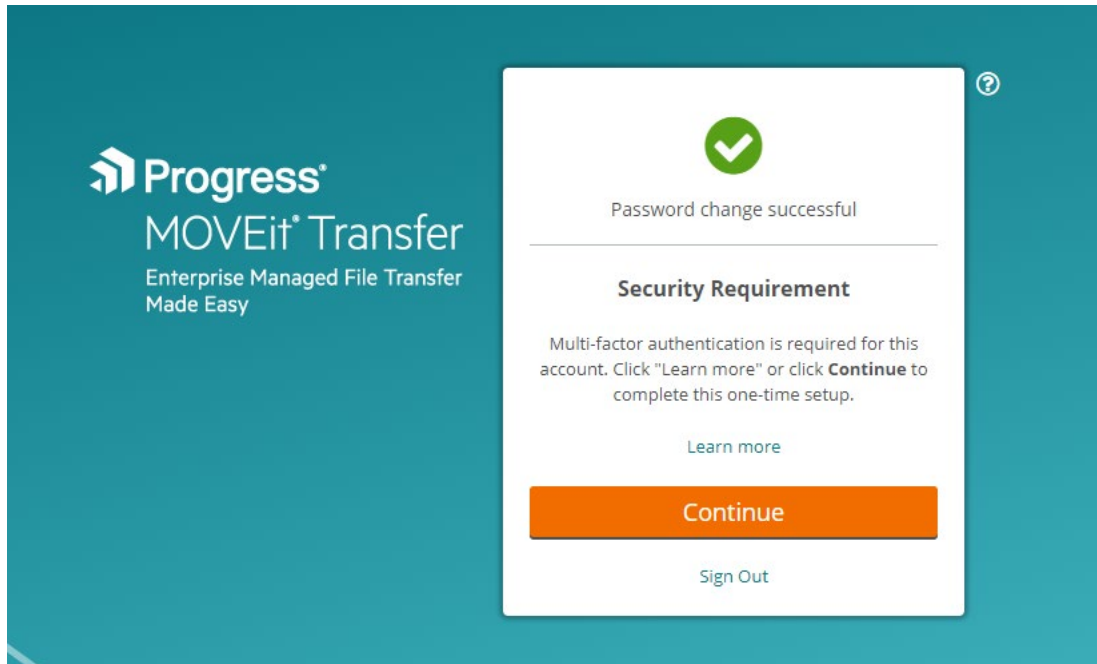 Progress®
MOVEit® Transfer
Enterprise Managed File Transfer
Made Easy
?
Password change successful
Security Requirement
Multi-factor authentication is required for this
account. Click "Learn more" or click Continue to
complete this one-time setup.
Learn more
Continue
Sign Out